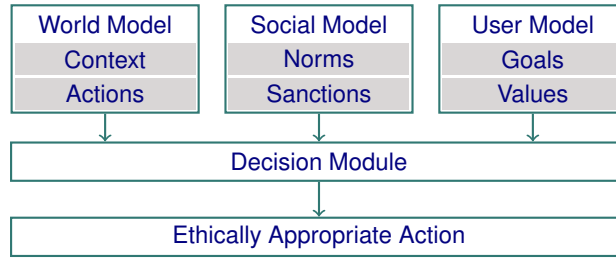 World Model
Context
Actions
Social Model
Norms
Sanctions
User Model
Goals
Values
Decision Module
Ethically Appropriate Action